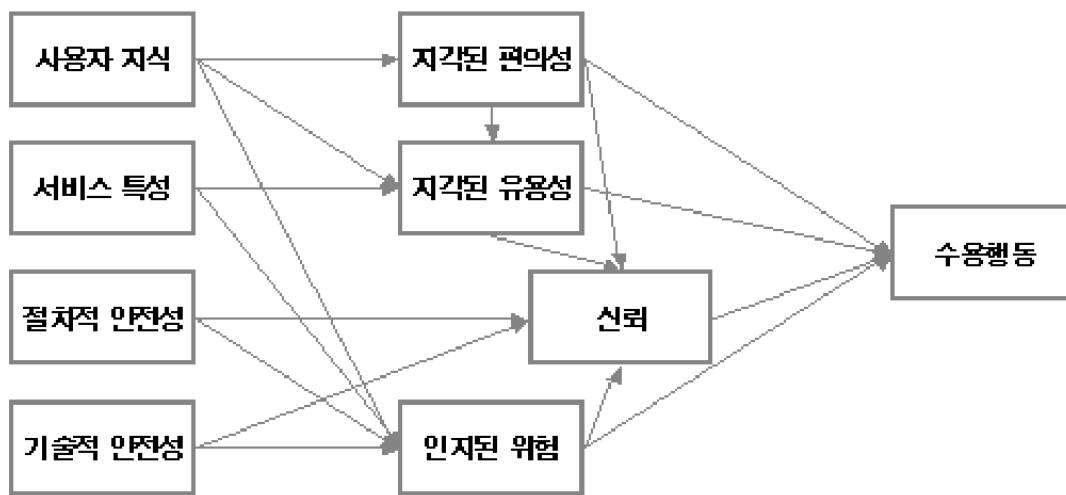 사용자 지식
지각된 편의성
서비스 특성
지각된 유용성
수용행동
절차적 안전성
신뢰
기술적 안전성
인지된 위험